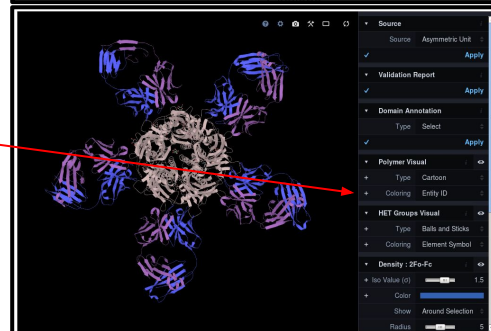 Source
Source Asymmetric Unit
Apply
Validation Report
Apply
Domain Annotation
Type Select
Apply
Polymer Visual
+ Type Cartoon
+ Coloring Entity ID
HET Groups Visual
+ Type Balls and Sticks
+ Coloring Element Symbol
Density : 2Fo-Fc
+ Iso Value (σ) 1.5
+ Color
Show Around Selection
Radius 5